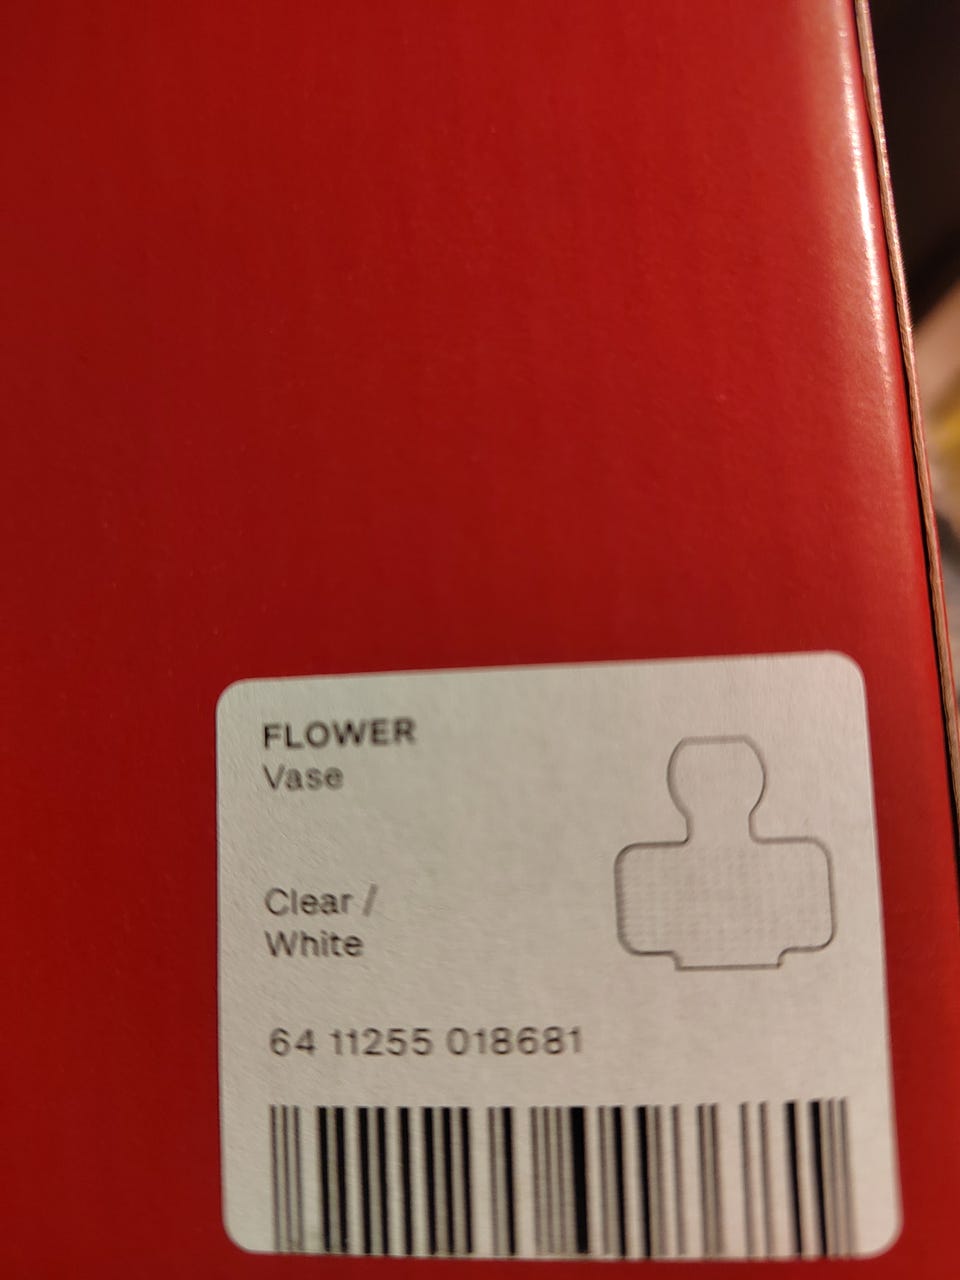 FLOWER
Vase
Clear /
White
64 11255 018681